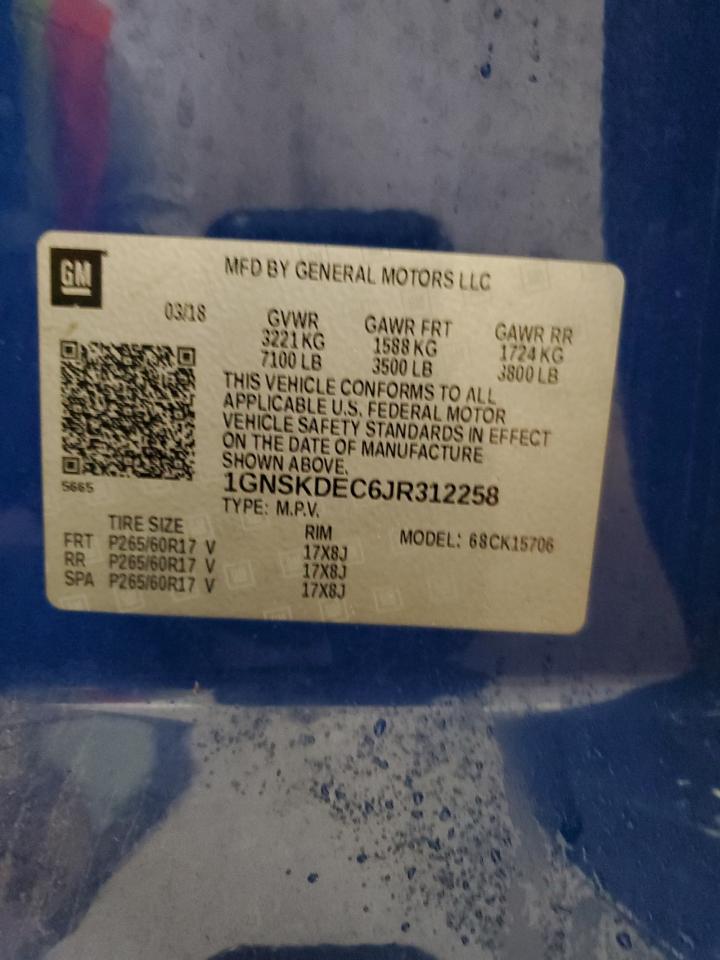 GM
MFD BY GENERAL MOTORS LLC
03/18
GVWR
3221 KG
7100 LB
GAWR FRT
1588 KG
3500 LB
GAWR RR
1724 KG
3800 LB
THIS VEHICLE CONFORMS TO ALL
APPLICABLE U.S. FEDERAL MOTOR
VEHICLE SAFETY STANDARDS IN EFFECT
ON THE DATE OF MANUFACTURE
SHOWN ABOVE.
5665
1GNSKDEC6JR312258
TYPE: M.P.V.
TIRE SIZE RIM MODEL: 68CK15706
FRT P265/60R17 V 17X8J
RR P265/60R17 V 17X8J
SPA P265/60R17 V 17X8J